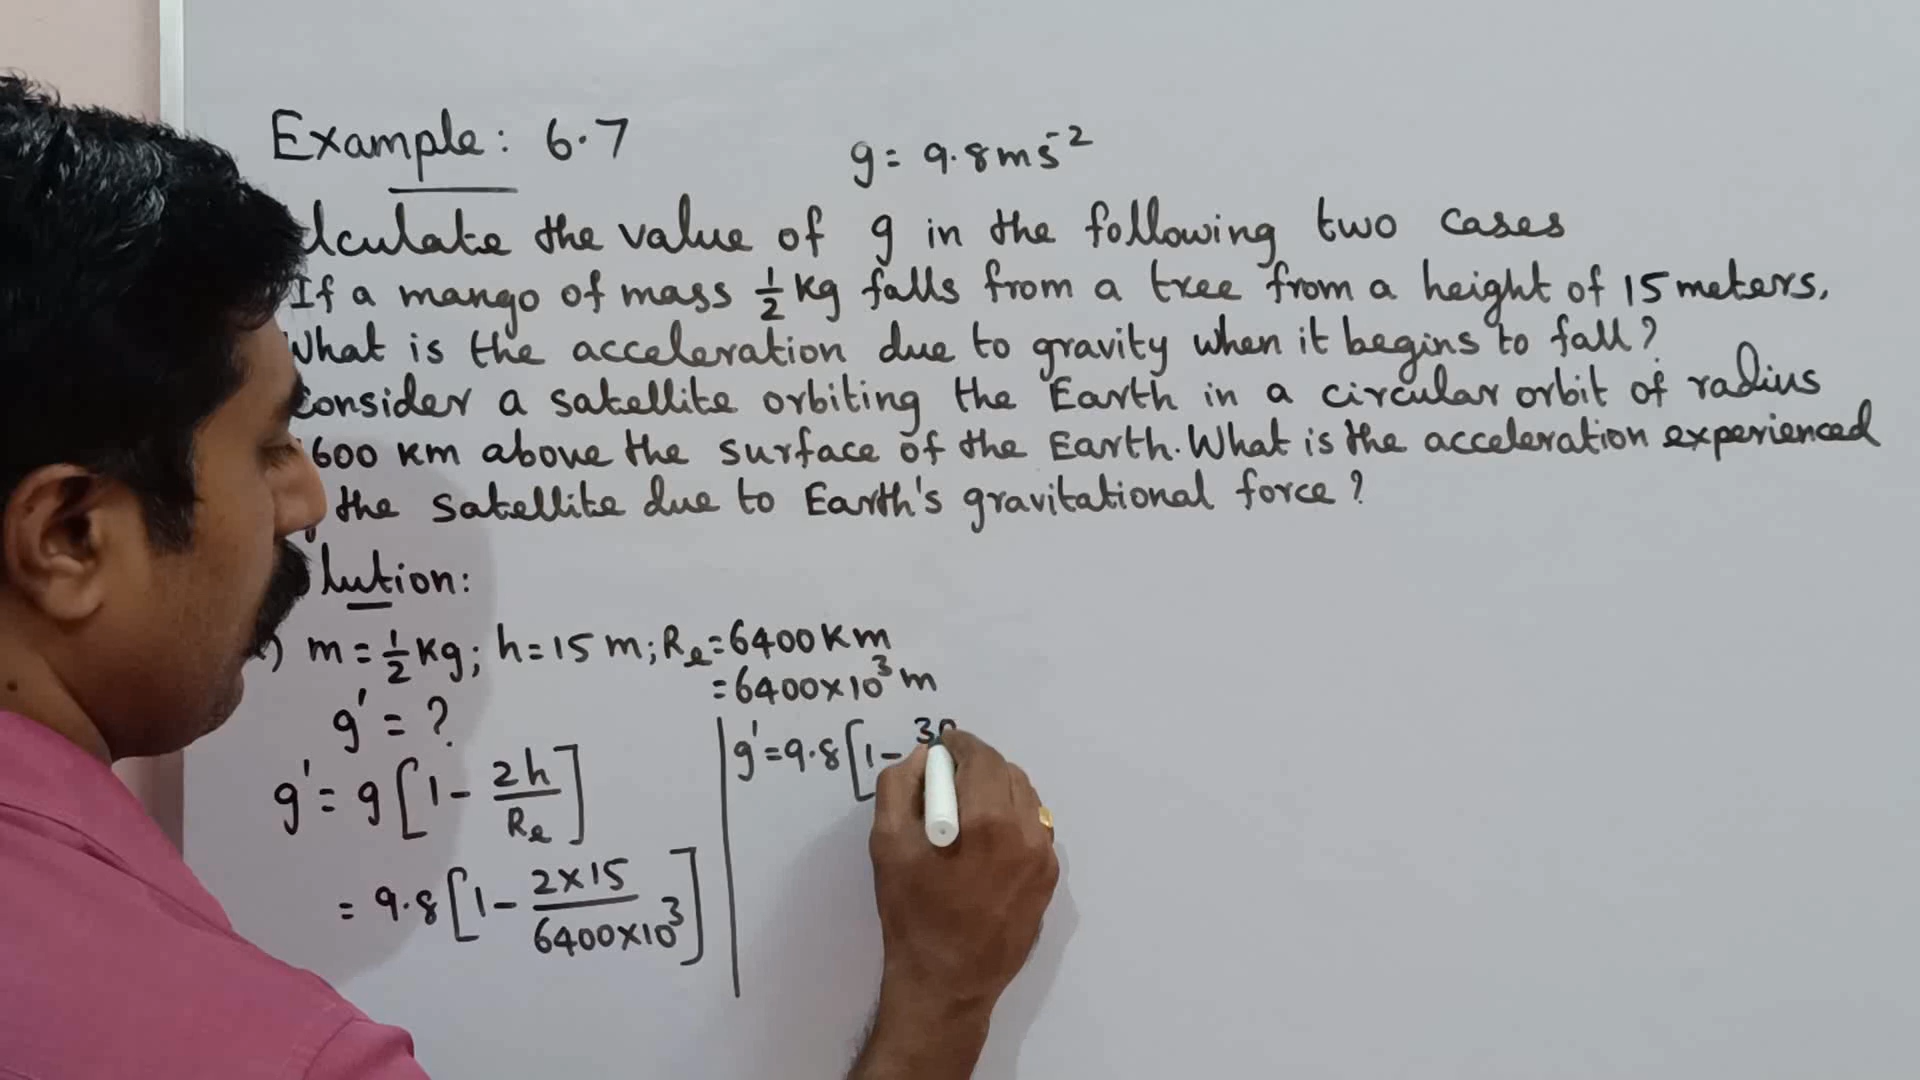 Example: 6.7
g = 9.8ms⁻²
lculate the value of g in the following two cases
If a mango of mass 1/2 kg falls from a tree from a height of 15 meters.
What is the acceleration due to gravity when it begins to fall?
Consider a satellite orbiting the Earth in a circular orbit of radius
600 km above the surface of the Earth. What is the acceleration experienced
the satellite due to Earth's gravitational force?
lution:
) m = 1/2 kg; h = 15 m; Re = 6400 Km
= 6400×10³ m
g' = ?
g' = g[1 - 2h/Re]
= 9.8[1 - 2×15/6400×10³]
g' = 9.8[1 - 3